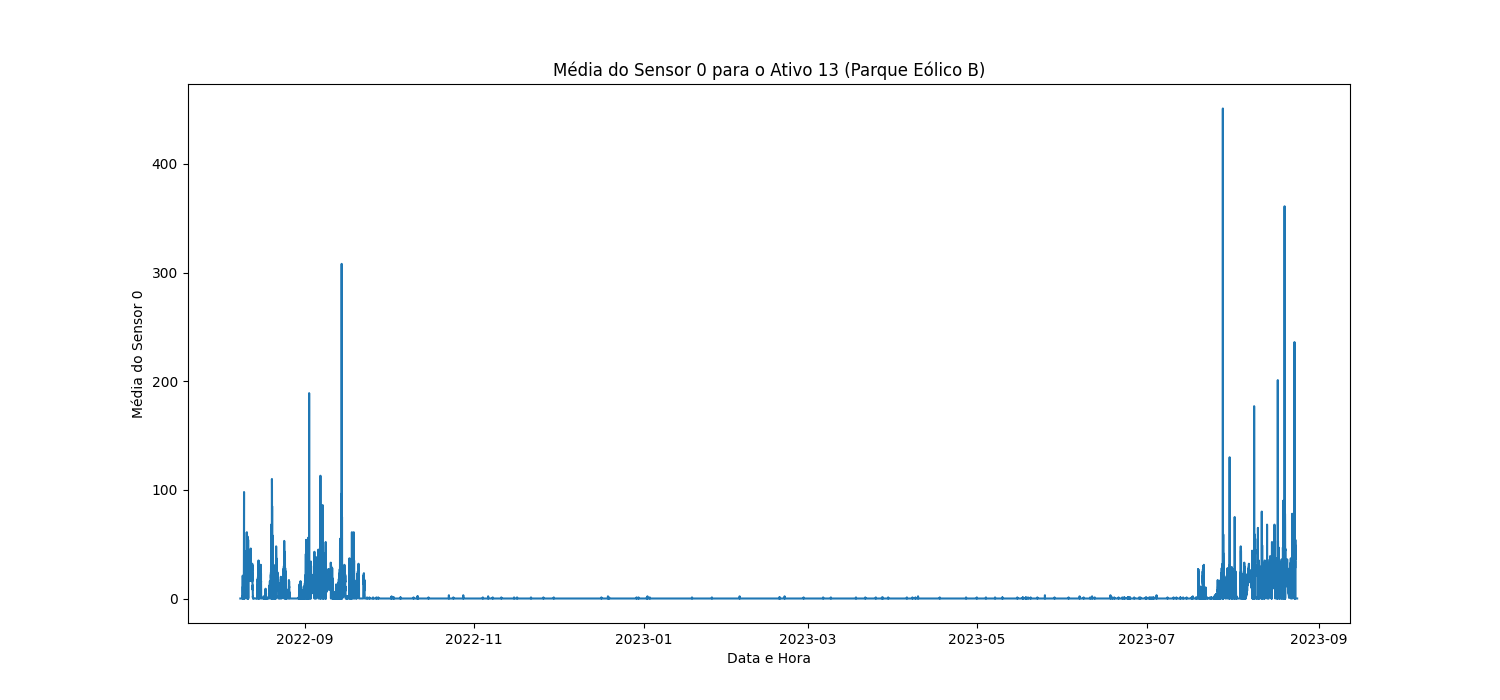 Média do Sensor 0 para o Ativo 13 (Parque Eólico B)
Média do Sensor 0
400
300
200
100
0
2022-09 2022-11 2023-01 2023-03 2023-05 2023-07 2023-09
Data e Hora